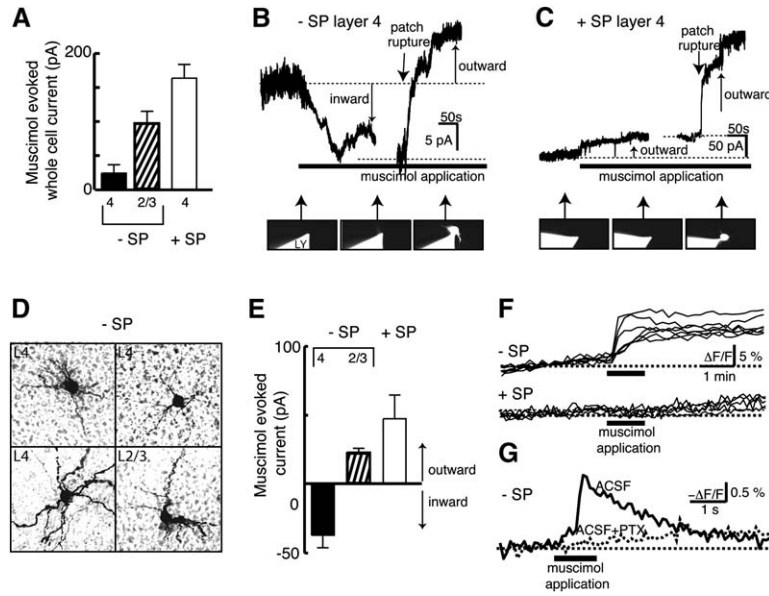 A
Muscimol evoked
whole cell current (pA)
200
0
4
2/3
4
- SP
+ SP
B
- SP layer 4
patch
rupture
outward
inward
50s
5 pA
muscimol application
LY
C
+ SP layer 4
patch
rupture
outward
50s
50 pA
outward
muscimol application
D
- SP
L4
L4
L4
L2/3
E
- SP
+ SP
4
2/3
100
Muscimol evoked
current (pA)
outward
inward
0
-50
F
- SP
ΔF/F
5 %
1 min
+ SP
muscimol
application
G
- SP
ACSF
-ΔF/F
0.5 %
1 s
ACSF+PTX
muscimol
application